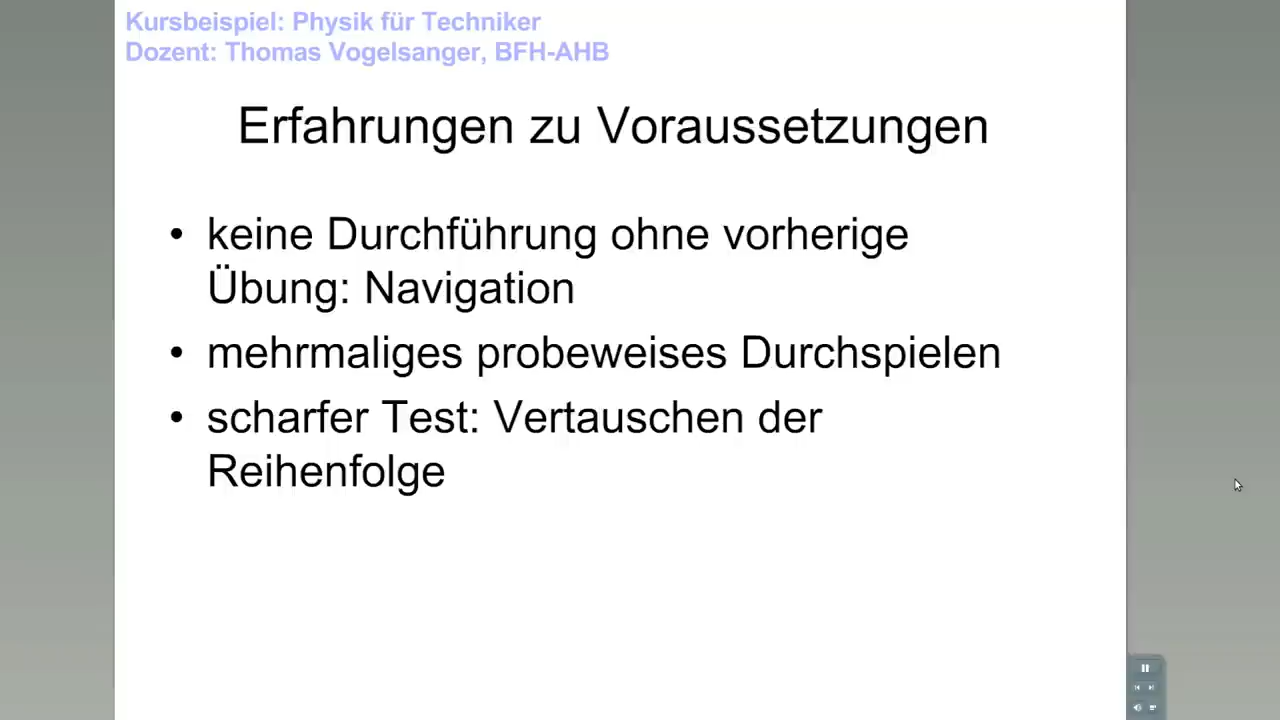 Kursbeispiel: Physik für Techniker
Dozent: Thomas Vogelsanger, BFH-AHB
Erfahrungen zu Voraussetzungen
• keine Durchführung ohne vorherige
Übung: Navigation
• mehrmaliges probeweises Durchspielen
• scharfer Test: Vertauschen der
Reihenfolge